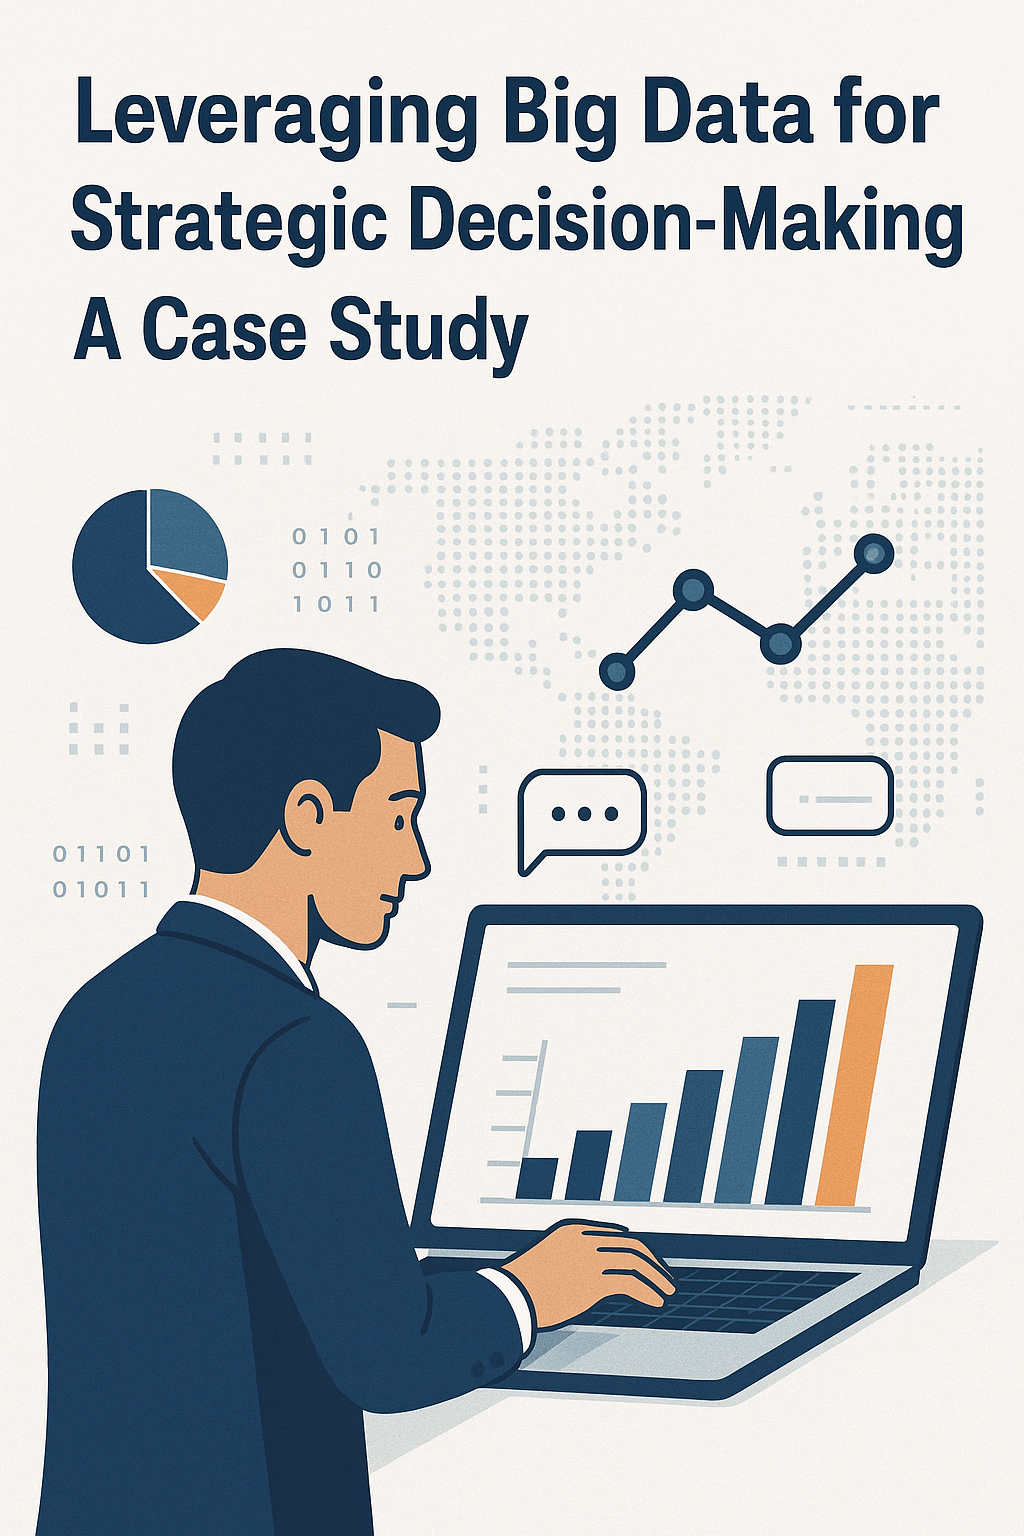 Leveraging Big Data for
Strategic Decision-Making
A Case Study
0 1 0 1
0 1 1 0
1 0 1 1
0 1 1 0 1
0 1 0 1 1